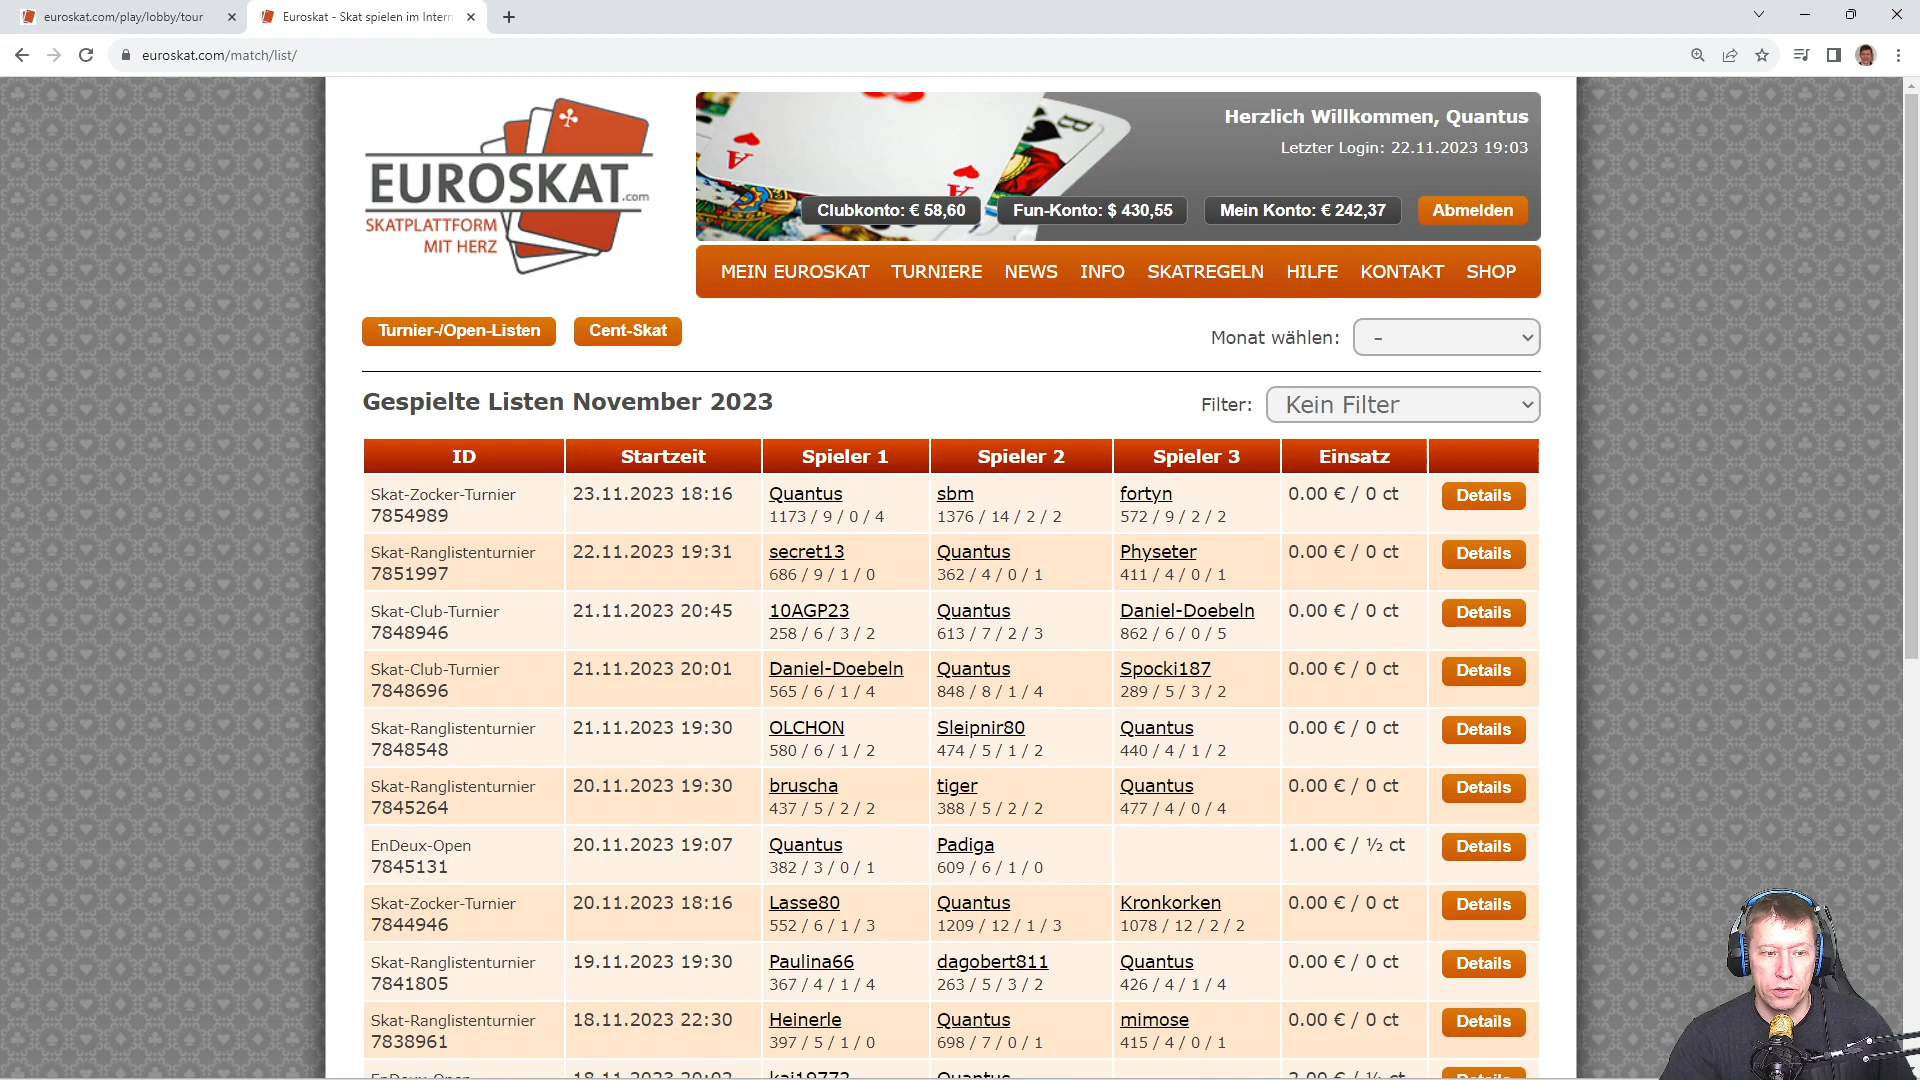 euroskat.com/play/lobby/tour
Euroskat - Skat spielen im Intern
euroskat.com/match/list/
EUROSKAT.com
SKATPLATTFORM
MIT HERZ
Herzlich Willkommen, Quantus
Letzter Login: 22.11.2023 19:03
Clubkonto: € 58,60 Fun-Konto: $ 430,55 Mein Konto: € 242,37 Abmelden
MEIN EUROSKAT TURNIERE NEWS INFO SKATREGELN HILFE KONTAKT SHOP
Turnier-/Open-Listen Cent-Skat Monat wählen: -
Gespielte Listen November 2023 Filter: Kein Filter
ID Startzeit Spieler 1 Spieler 2 Spieler 3 Einsatz
Skat-Zocker-Turnier 23.11.2023 18:16 Quantus sbm fortyn 0.00 € / 0 ct Details
7854989 1173 / 9 / 0 / 4 1376 / 14 / 2 / 2 572 / 9 / 2 / 2
Skat-Ranglistenturnier 22.11.2023 19:31 secret13 Quantus Physeter 0.00 € / 0 ct Details
7851997 686 / 9 / 1 / 0 362 / 4 / 0 / 1 411 / 4 / 0 / 1
Skat-Club-Turnier 21.11.2023 20:45 10AGP23 Quantus Daniel-Doebeln 0.00 € / 0 ct Details
7848946 258 / 6 / 3 / 2 613 / 7 / 2 / 3 862 / 6 / 0 / 5
Skat-Club-Turnier 21.11.2023 20:01 Daniel-Doebeln Quantus Spocki187 0.00 € / 0 ct Details
7848696 565 / 6 / 1 / 4 848 / 8 / 1 / 4 289 / 5 / 3 / 2
Skat-Ranglistenturnier 21.11.2023 19:30 OLCHON Sleipnir80 Quantus 0.00 € / 0 ct Details
7848548 580 / 6 / 1 / 2 474 / 5 / 1 / 2 440 / 4 / 1 / 2
Skat-Ranglistenturnier 20.11.2023 19:30 bruscha tiger Quantus 0.00 € / 0 ct Details
7845264 437 / 5 / 2 / 2 388 / 5 / 2 / 2 477 / 4 / 0 / 4
EnDeux-Open 20.11.2023 19:07 Quantus Padiga 1.00 € / ½ ct Details
7845131 382 / 3 / 0 / 1 609 / 6 / 1 / 0
Skat-Zocker-Turnier 20.11.2023 18:16 Lasse80 Quantus Kronkorken 0.00 € / 0 ct Details
7844946 552 / 6 / 1 / 3 1209 / 12 / 1 / 3 1078 / 12 / 2 / 2
Skat-Ranglistenturnier 19.11.2023 19:30 Paulina66 dagobert811 Quantus 0.00 € / 0 ct Details
7841805 367 / 4 / 1 / 4 263 / 5 / 3 / 2 426 / 4 / 1 / 4
Skat-Ranglistenturnier 18.11.2023 22:30 Heinerle Quantus mimose 0.00 € / 0 ct Details
7838961 397 / 5 / 1 / 0 698 / 7 / 0 / 1 415 / 4 / 0 / 1